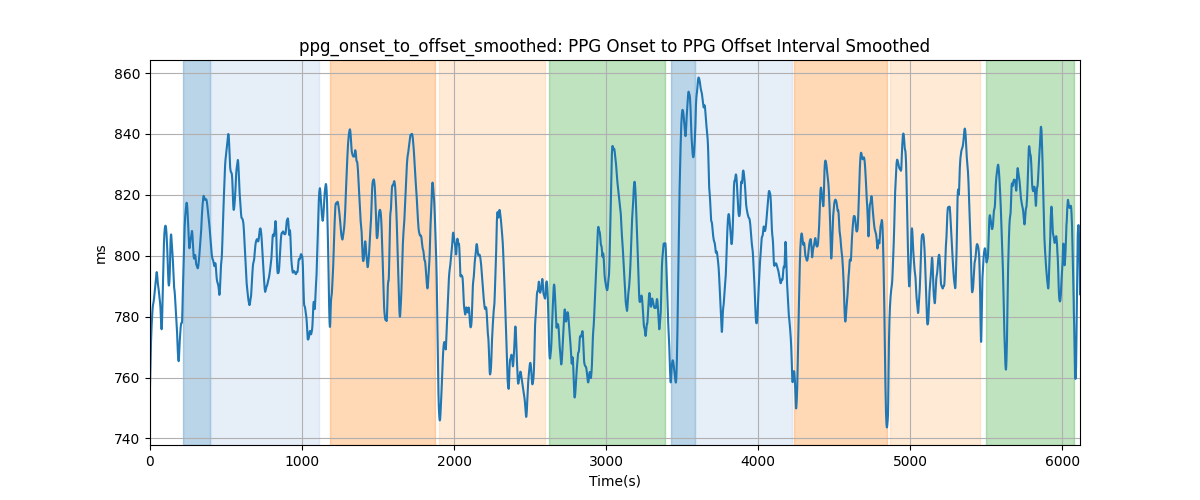 ppg_onset_to_offset_smoothed: PPG Onset to PPG Offset Interval Smoothed
860
840
820
800
780
760
740
ms
0 1000 2000 3000 4000 5000 6000
Time(s)